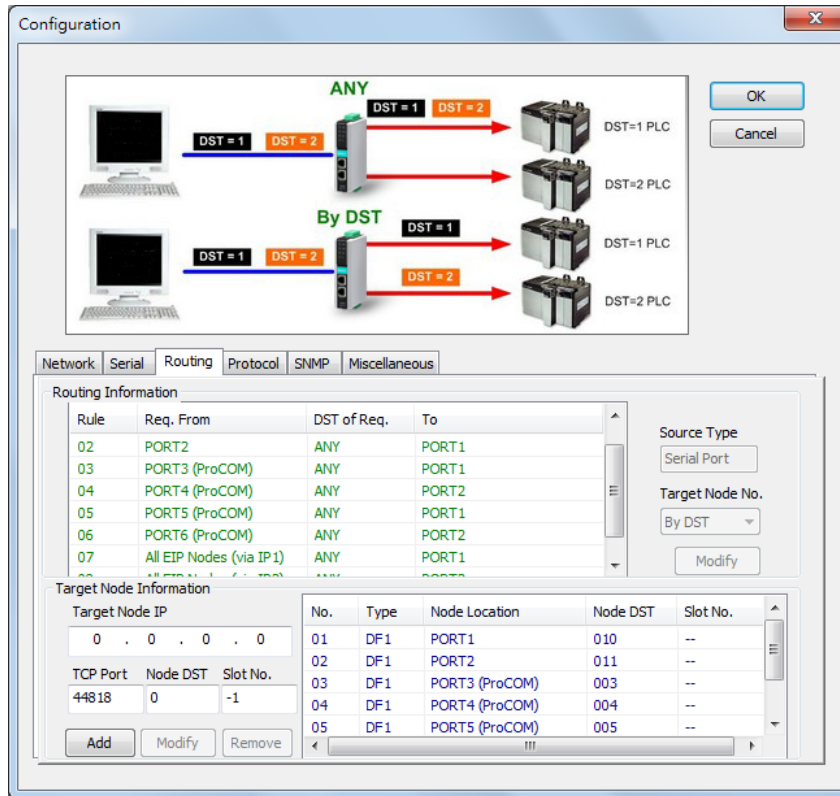 Configuration
ANY
DST = 1 DST = 2
DST = 1 DST = 2
DST=1 PLC
DST=2 PLC
By DST
DST = 1
DST = 1 DST = 2
DST=1 PLC
DST = 2
DST=2 PLC
OK
Cancel
Network Serial Routing Protocol SNMP Miscellaneous
Routing Information
Rule Req. From DST of Req. To
02 PORT2 ANY PORT1
03 PORT3 (ProCOM) ANY PORT1
04 PORT4 (ProCOM) ANY PORT2
05 PORT5 (ProCOM) ANY PORT1
06 PORT6 (ProCOM) ANY PORT2
07 All EIP Nodes (via IP1) ANY PORT1
Source Type
Serial Port
Target Node No.
By DST
Modify
Target Node Information
Target Node IP
0 . 0 . 0 . 0
TCP Port Node DST Slot No.
44818 0 -1
Add Modify Remove
No. Type Node Location Node DST Slot No.
01 DF1 PORT1 010 --
02 DF1 PORT2 011 --
03 DF1 PORT3 (ProCOM) 003 --
04 DF1 PORT4 (ProCOM) 004 --
05 DF1 PORT5 (ProCOM) 005 --